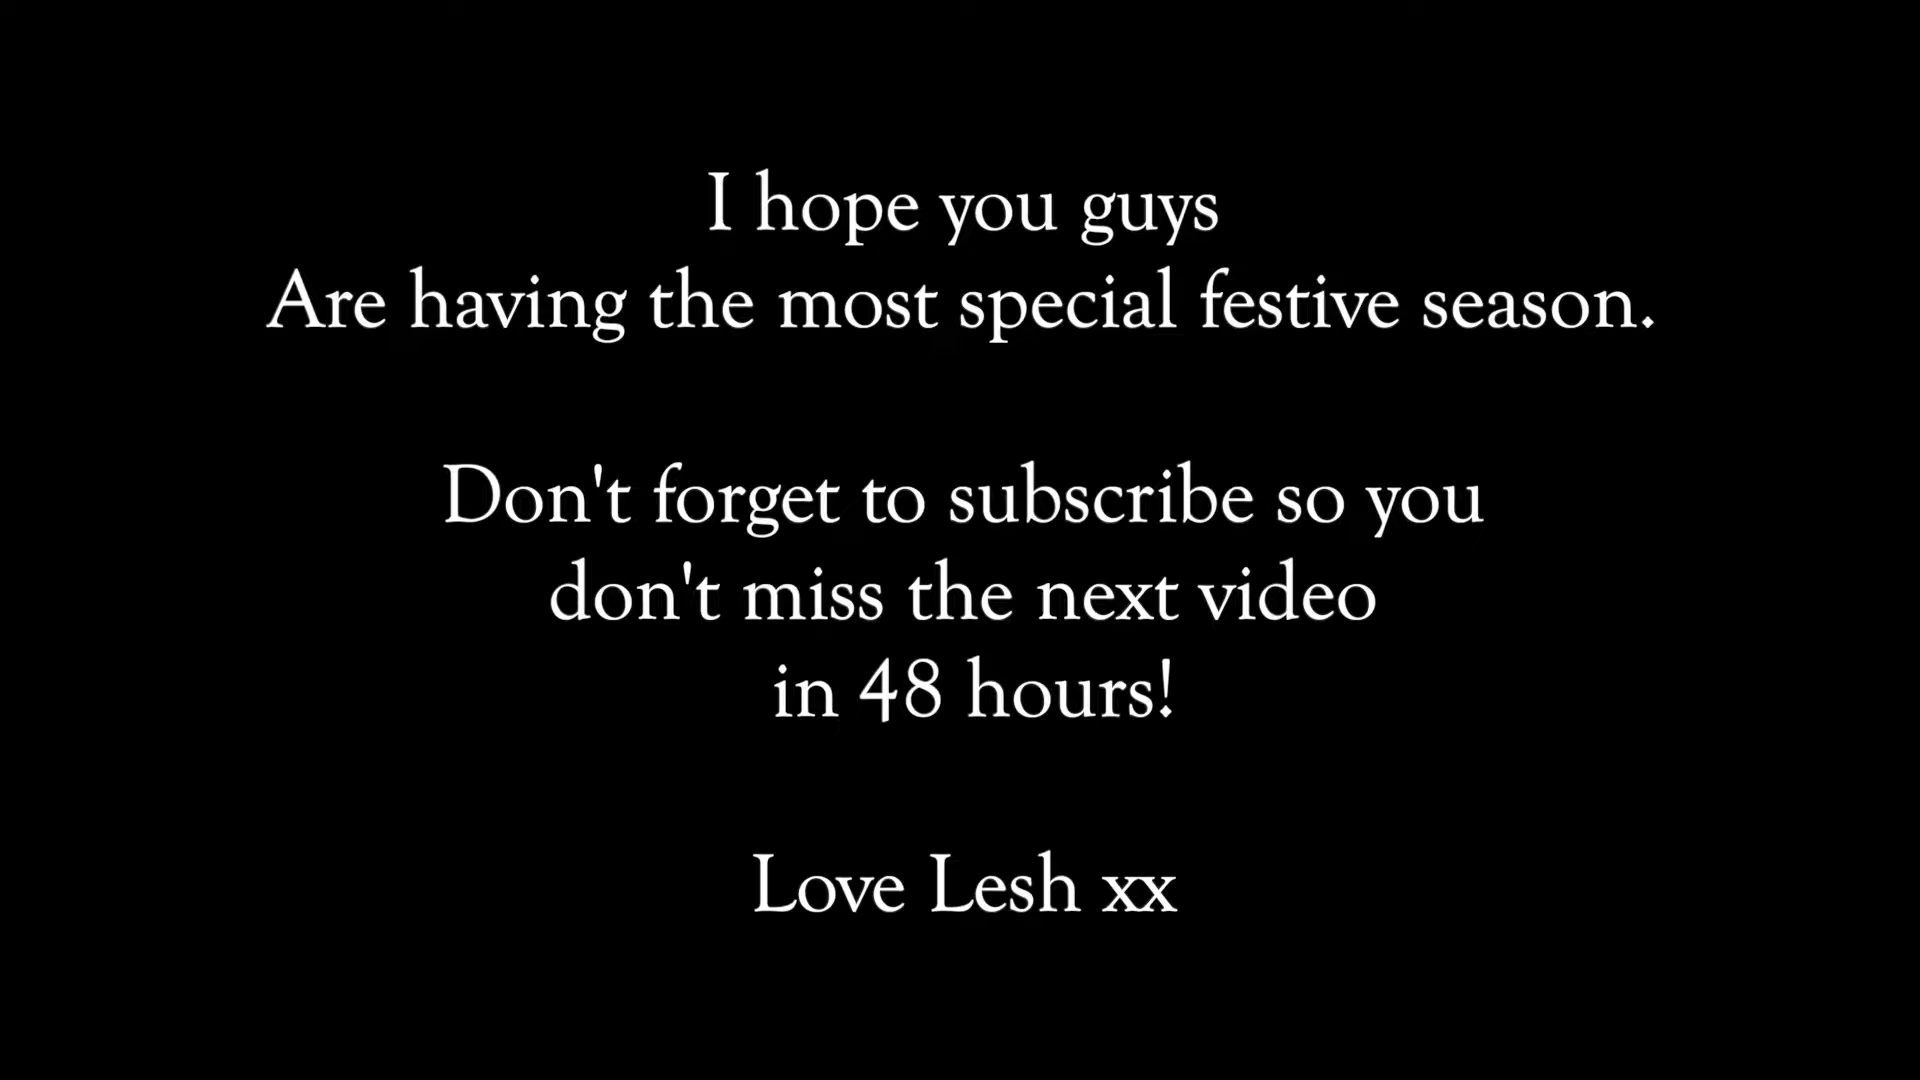 I hope you guys
Are having the most special festive season.
Don't forget to subscribe so you
don't miss the next video
in 48 hours!
Love Lesh xx